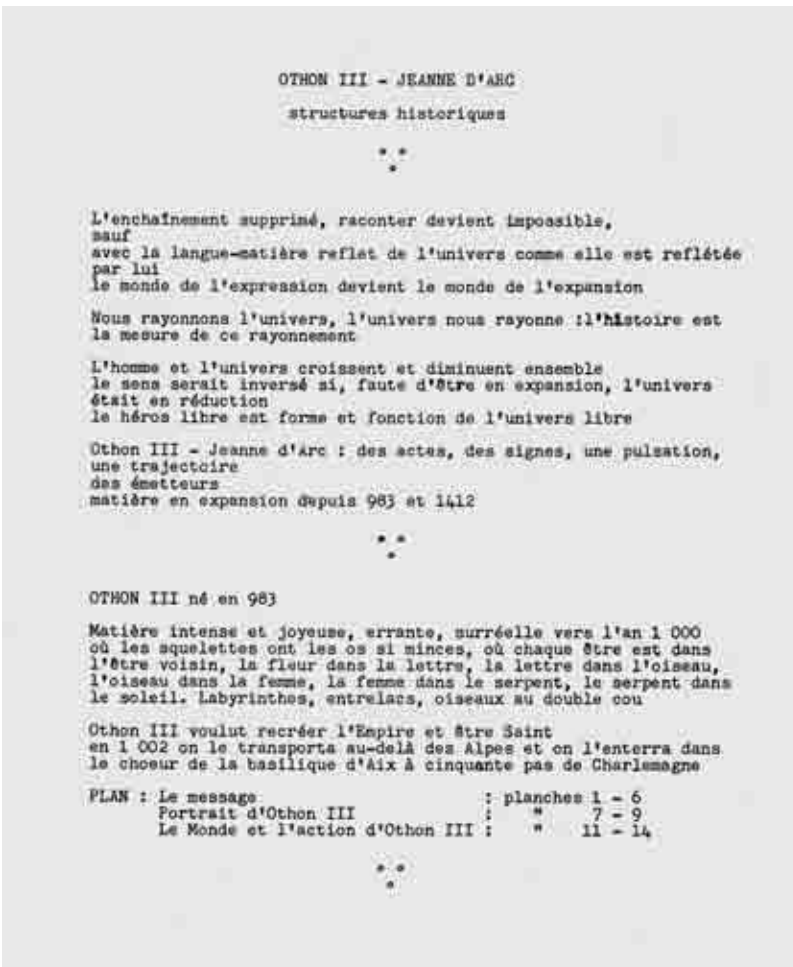 OTHON III - JEANNE D'ARC
structures historiques
* *
*
L'enchaînement supprimé, raconter devient impossible,
sauf
avec la langue-matière reflet de l'univers comme elle est reflétée
par lui
le monde de l'expression devient le monde de l'expansion
Nous rayonnons l'univers, l'univers nous rayonne :l'histoire est
la mesure de ce rayonnement
L'homme et l'univers croissent et diminuent ensemble
le sens serait inversé si, faute d'être en expansion, l'univers
était en réduction
le héros libre est forme et fonction de l'univers libre
Othon III - Jeanne d'Arc : des actes, des signes, une pulsation,
une trajectoire
des émetteurs
matière en expansion depuis 983 et 1412
* *
*
OTHON III né en 983
Matière intense et joyeuse, errante, surréelle vers l'an 1 000
où les squelettes ont les os si minces, où chaque être est dans
l'être voisin, la fleur dans la lettre, la lettre dans l'oiseau,
l'oiseau dans la femme, la femme dans le serpent, le serpent dans
le soleil. Labyrinthes, entrelacs, oiseaux au double cou
Othon III voulut recréer l'Empire et être Saint
en 1 002 on le transporta au-delà des Alpes et on l'enterra dans
le choeur de la basilique d'Aix à cinquante pas de Charlemagne
PLAN : Le message : planches 1 - 6
Portrait d'Othon III : " 7 - 9
Le Monde et l'action d'Othon III : " 11 - 14
* *
*